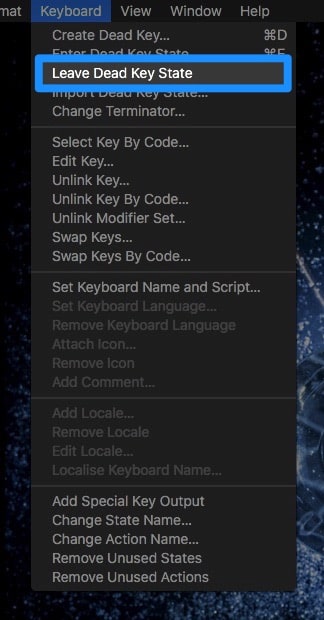 mat Keyboard View Window Help
Create Dead Key... ⌘D
Enter Dead Key State... ⌘E
Leave Dead Key State
Import Dead Key State...
Change Terminator...
Select Key By Code...
Edit Key...
Unlink Key...
Unlink Key By Code...
Unlink Modifier Set...
Swap Keys...
Swap Keys By Code...
Set Keyboard Name and Script...
Set Keyboard Language...
Remove Keyboard Language
Attach Icon...
Remove Icon
Add Comment...
Add Locale...
Remove Locale
Edit Locale...
Localise Keyboard Name...
Add Special Key Output
Change State Name...
Change Action Name...
Remove Unused States
Remove Unused Actions